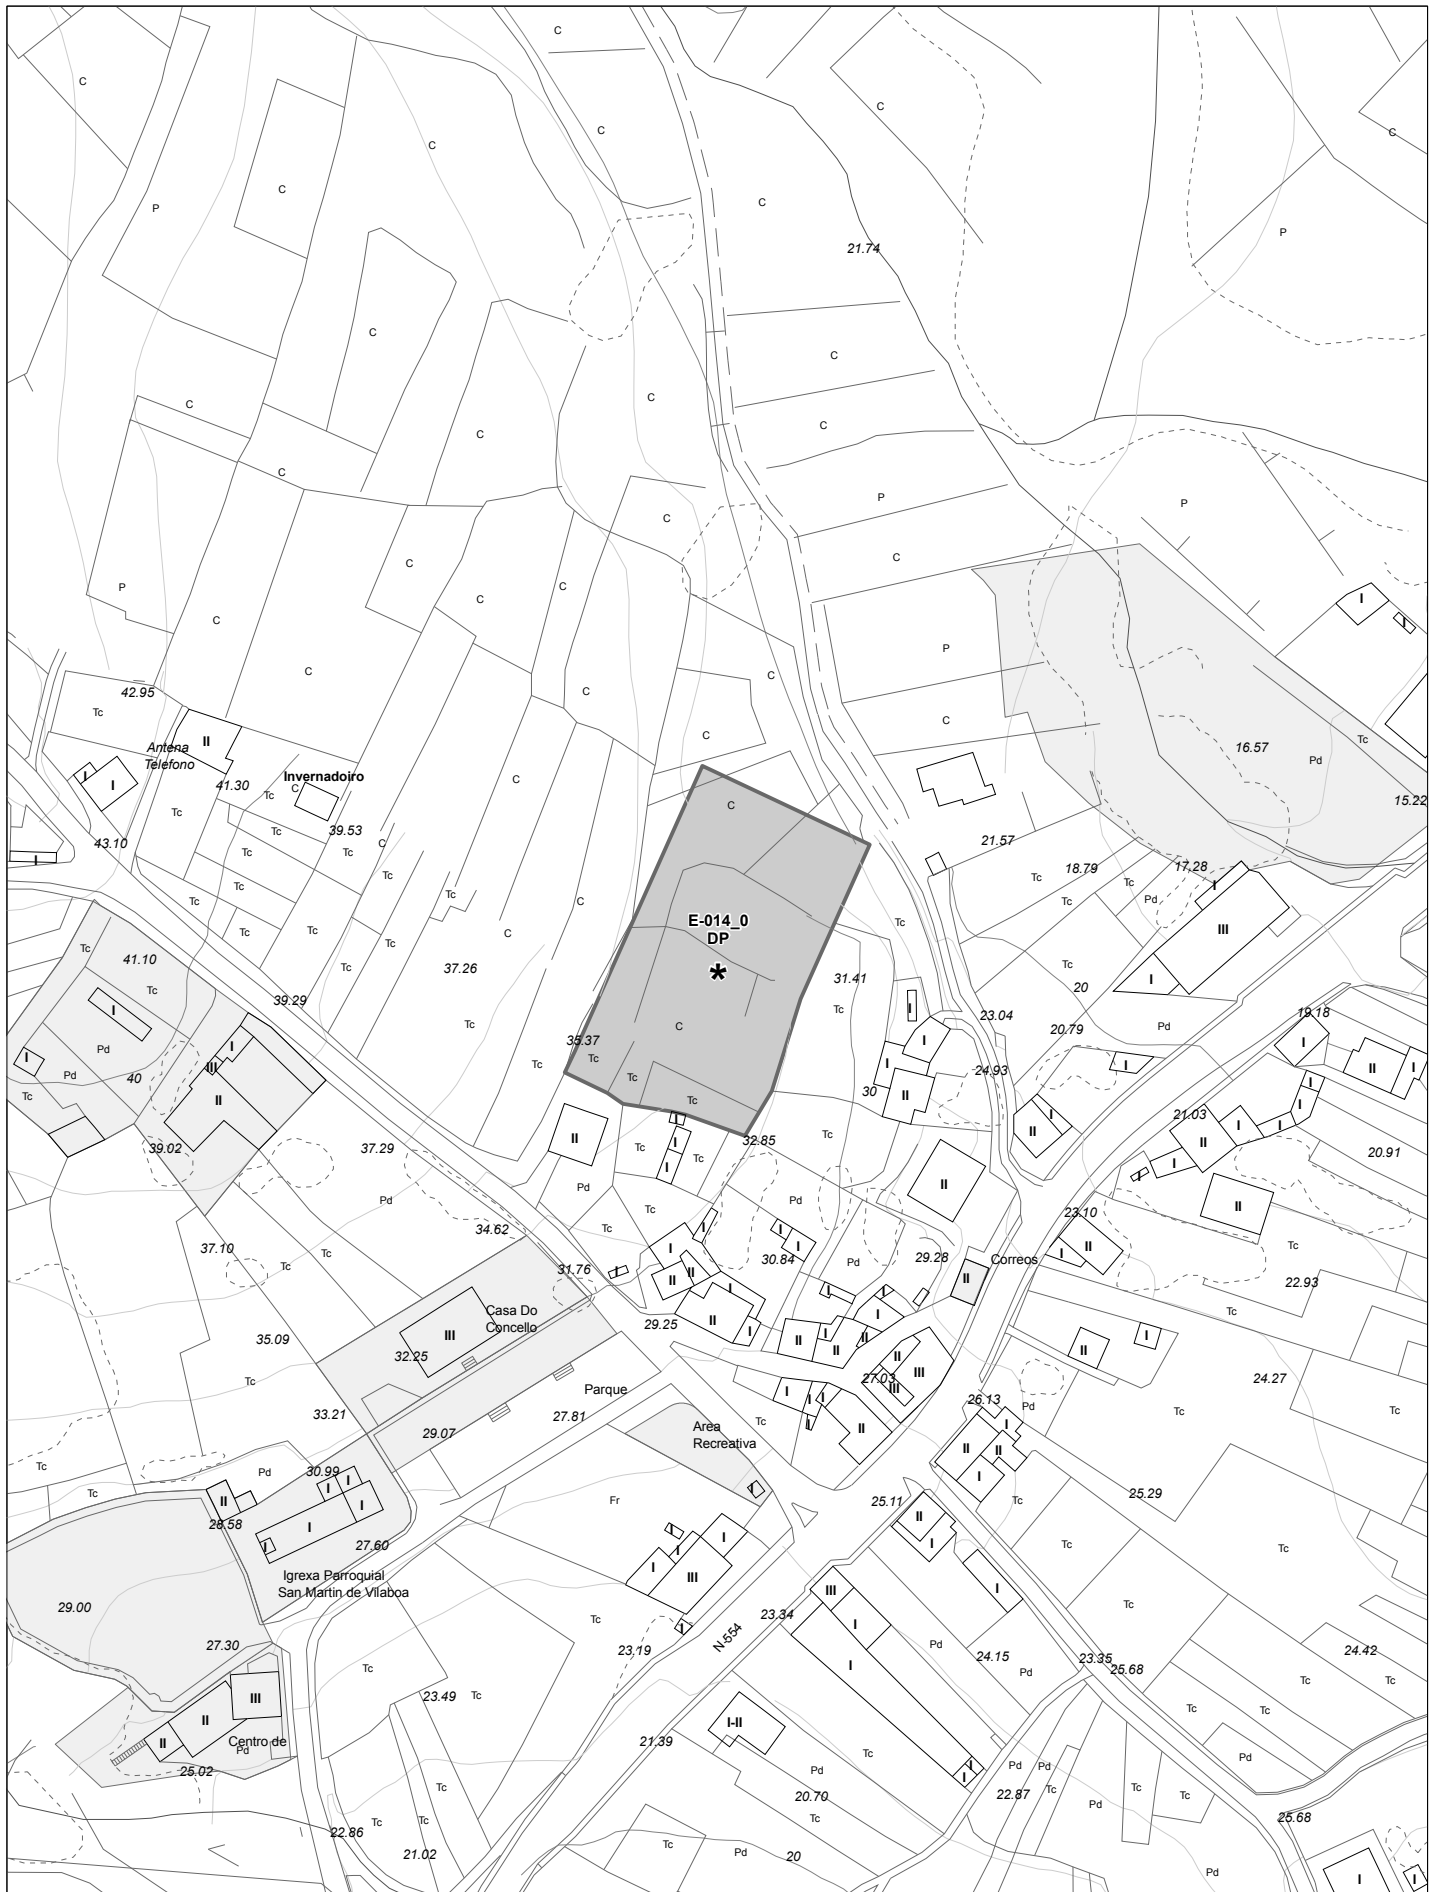 C
C
C
C
C
C
C
C
P
C
P
21.74
C
C
C
C
C
C
C
C
P
P
C
C
C
C
C
C
P
C
I
I
C
P
C
C
C
42.95
Tc
C
C
Antena
Telefono
II
16.57
Pd
Tc
I
I
41.30
Invernadoiro
C
Tc
C
15.22
Tc
C
39.53
Tc
C
43.10
Tc
21.57
I
Tc
Tc
18.79
17.28
Tc
Tc
Tc
Tc
Pd
I
Tc
C
E-014_0
DP
*
Tc
III
Tc
Tc
Tc
C
Tc
41.10
Tc
37.26
31.41
Tc
I
20
39.29
Tc
I
Tc
23.04
19.18
35.37
C
20.79
Pd
I
I
Pd
III
Tc
Tc
I
I
Pd
40
Tc
30
24.93
I
II
I
Tc
II
Tc
II
I
21.03
I
39.02
37.29
II
I
32.85
Tc
II
II
I
I
20.91
Tc
I
I
Tc
I
I
Pd
Pd
Pd
II
II
34.62
Tc
Tc
I
I
23.10
37.10
Tc
I
I
30.84
Pd
29.28
Correos
I
II
Tc
31.76
I
II
II
I
II
22.93
Casa Do
Concello
III
32.25
29.25
II
I
I
I
Tc
35.09
II
I
II
II
II
III
II
I
Tc
27.03
III
24.27
Parque
I
I
I
26.13
Pd
33.21
29.07
27.81
Area
Recreativa
Tc
I
II
I
Tc
II
II
Tc
Pd
30.99
I
I
I
Tc
II
Fr
I
25.11
Tc
25.29
28.58
I
I
27.60
I
I
I
II
I
Tc
Tc
Igrexa Parroquial
San Martin de Vilaboa
I
III
III
I
I
29.00
Tc
23.34
I
Tc
27.30
23.19
I
N-554
Pd
24.15
23.35
24.42
Tc
I
Pd
25.68
Tc
Tc
III
23.49
Tc
Tc
Tc
II
I-II
II
Centro de
Pd
21.39
Tc
Pd
25.02
Pd
I
I
Pd
Pd
Tc
20.70
22.87
Tc
Tc
Tc
Tc
Tc
Tc
Pd
25.68
22.86
21.02
Tc
Pd
20
Pd
I
I